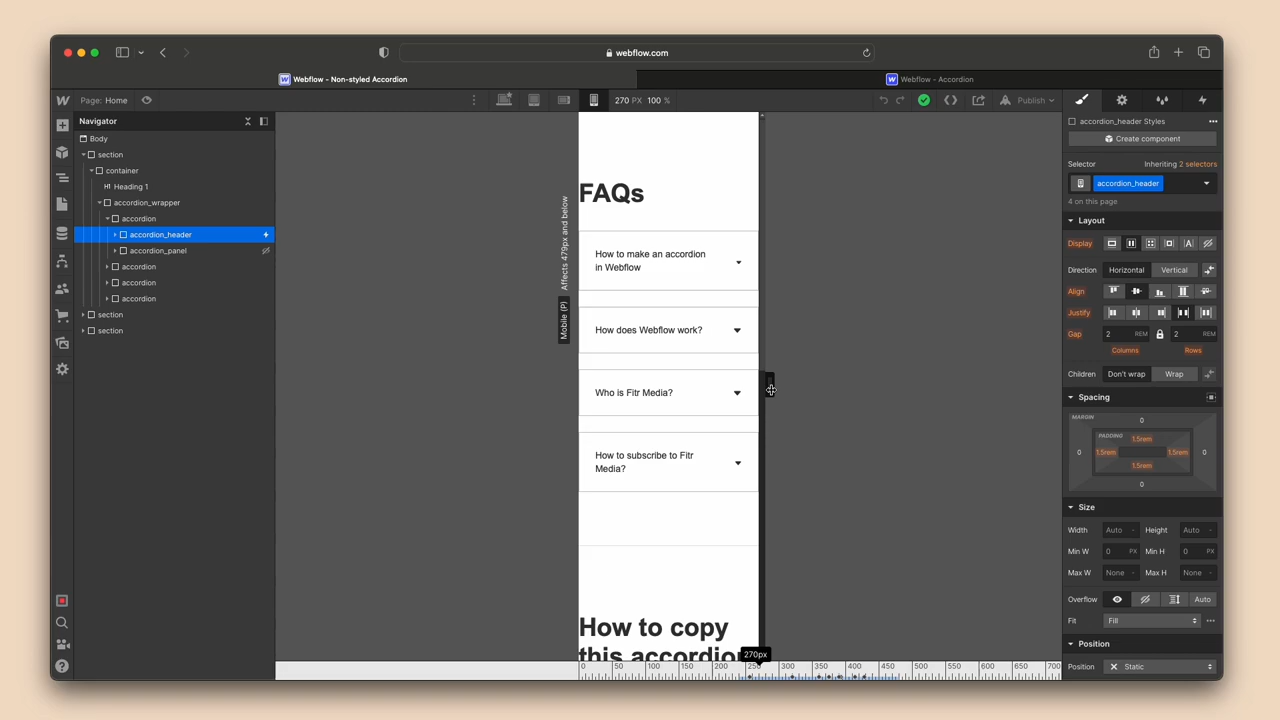 webflow.com
Webflow - Non-styled Accordion
Webflow - Accordion
Page: Home
270 PX 100 %
Publish
Navigator
Body
section
container
H1 Heading 1
accordion_wrapper
accordion
accordion_header
accordion_panel
accordion
accordion
accordion
section
section
Affects 479px and below
Mobile (P)
FAQs
How to make an accordion
in Webflow
How does Webflow work?
Who is Fitr Media?
How to subscribe to Fitr
Media?
How to copy
this accordion
270px
0 50 100 150 200 250 300 350 400 450 500 550 600 650 700
accordion_header Styles
Create component
Selector
Inheriting 2 selectors
accordion_header
4 on this page
Layout
Display
Direction Horizontal Vertical
Align
Justify
Gap 2 REM 2 REM
Columns Rows
Children Don't wrap Wrap
Spacing
MARGIN
0
PADDING
1.5rem
0 1.5rem 1.5rem 0
1.5rem
0
Size
Width Auto - Height Auto -
Min W 0 PX Min H 0 PX
Max W None - Max H None -
Overflow Auto
Fit Fill
Position
Position Static